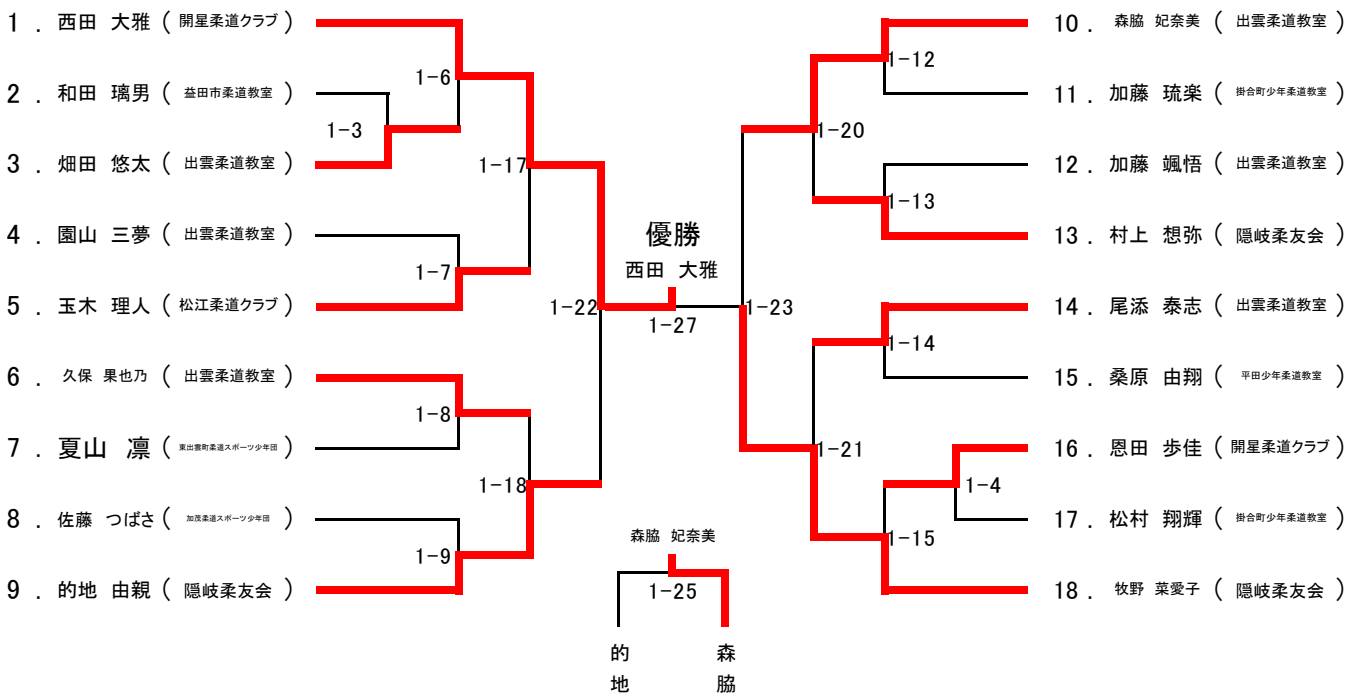 1 . 西田 大雅 ( 開星柔道クラブ )
1-6
2 . 和田 璃男 ( 益田市柔道教室 )
1-3
3 . 畑田 悠太 ( 出雲柔道教室 )
1-17
4 . 園山 三夢 ( 出雲柔道教室 )
1-7
5 . 玉木 理人 ( 松江柔道クラブ )
1-22
6 . 久保 果也乃 ( 出雲柔道教室 )
1-8
7 . 夏山 凛 ( 東出雲町柔道スポーツ少年団 )
1-18
8 . 佐藤 つばさ ( 加茂柔道スポーツ少年団 )
1-9
9 . 的地 由親 ( 隠岐柔友会 )
優勝
西田 大雅
1-27
森脇 妃奈美
1-25
的地
森脇
10 . 森脇 妃奈美 ( 出雲柔道教室 )
1-12
11 . 加藤 琉楽 ( 掛合町少年柔道教室 )
1-20
12 . 加藤 颯悟 ( 出雲柔道教室 )
1-13
13 . 村上 想弥 ( 隠岐柔友会 )
1-23
14 . 尾添 泰志 ( 出雲柔道教室 )
1-14
15 . 桑原 由翔 ( 平田少年柔道教室 )
1-21
16 . 恩田 歩佳 ( 開星柔道クラブ )
1-4
17 . 松村 翔輝 ( 掛合町少年柔道教室 )
1-15
18 . 牧野 菜愛子 ( 隠岐柔友会 )